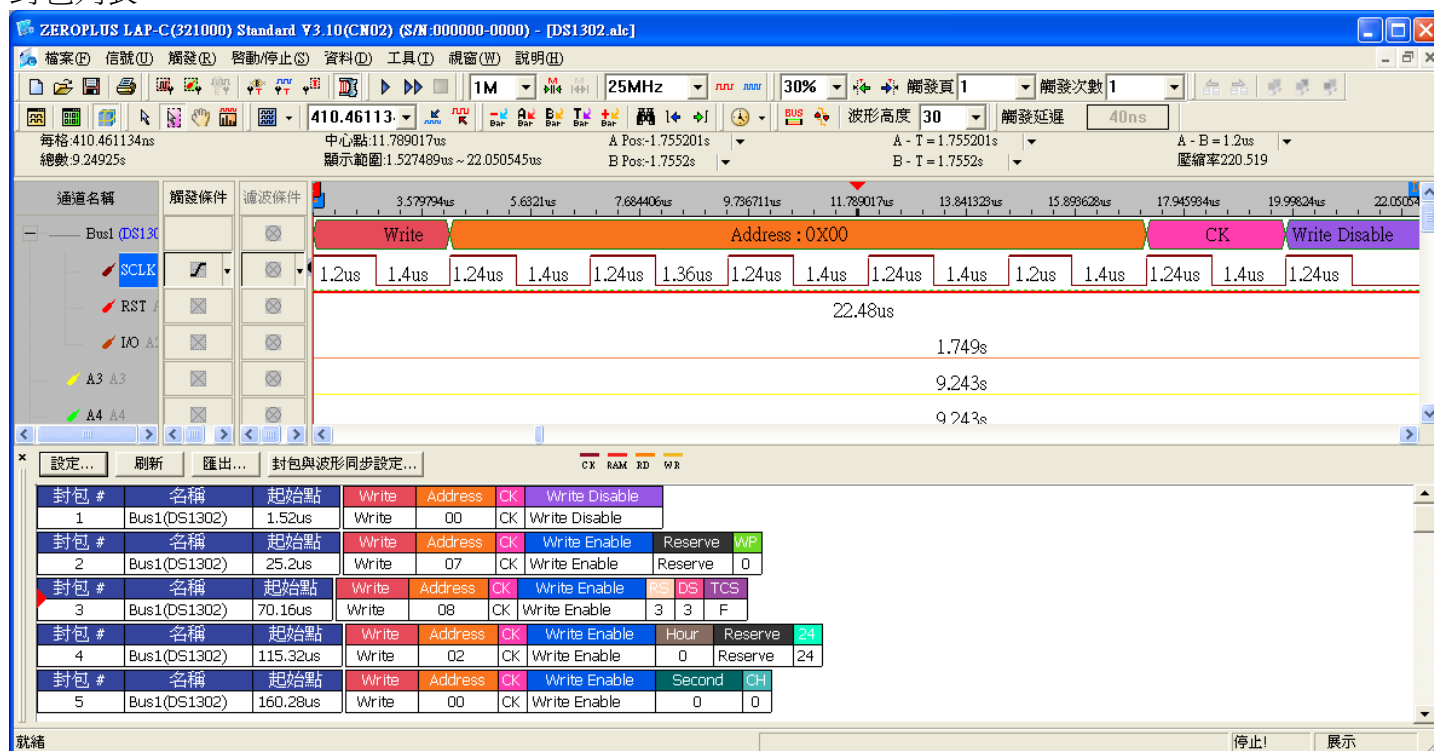 封包列表
ZEROPLUS LAP-C(321000) Standard V3.10(CN02) (S/N:000000-0000) - [DS1302.alc]
檔案(F) 信號(U) 觸發(R) 啓動/停止(S) 資料(D) 工具(T) 視窗(W) 說明(H)
1M 25MHz 30% 觸發頁 1 觸發次數 1
410.46113 Bar Bar Bar Bar Bar BUS 波形高度 30 觸發延遲 40ns
每格:410.461134ns 中心點:11.789017us A Pos:-1.755201s A - T = 1.755201s A - B = 1.2us
總數:9.24925s 顯示範圍:1.527489us ~ 22.050545us B Pos:-1.7552s B - T = 1.7552s 壓縮率220.519
通道名稱 觸發條件 濾波條件 3.579794us 5.6321us 7.684406us 9.736711us 11.789017us 13.841323us 15.893628us 17.945934us 19.99824us 22.05054
Bus1 (DS130 Write Address : 0X00 CK Write Disable
SCLK 1.2us 1.4us 1.24us 1.4us 1.24us 1.36us 1.24us 1.4us 1.24us 1.4us 1.2us 1.4us 1.24us 1.4us 1.24us
RST 22.48us
I/O 1.749s
A3 A3 9.243s
A4 A4 9.243s
設定... 刷新 匯出... 封包與波形同步設定... CK RAM RD WR
封包 # 名稱 起始點 Write Address CK Write Disable
1 Bus1(DS1302) 1.52us Write 00 CK Write Disable
封包 # 名稱 起始點 Write Address CK Write Enable Reserve WP
2 Bus1(DS1302) 25.2us Write 07 CK Write Enable Reserve 0
封包 # 名稱 起始點 Write Address CK Write Enable RS DS TCS
3 Bus1(DS1302) 70.16us Write 08 CK Write Enable 3 3 F
封包 # 名稱 起始點 Write Address CK Write Enable Hour Reserve 24
4 Bus1(DS1302) 115.32us Write 02 CK Write Enable 0 Reserve 24
封包 # 名稱 起始點 Write Address CK Write Enable Second CH
5 Bus1(DS1302) 160.28us Write 00 CK Write Enable 0 0
就緒 停止! 展示